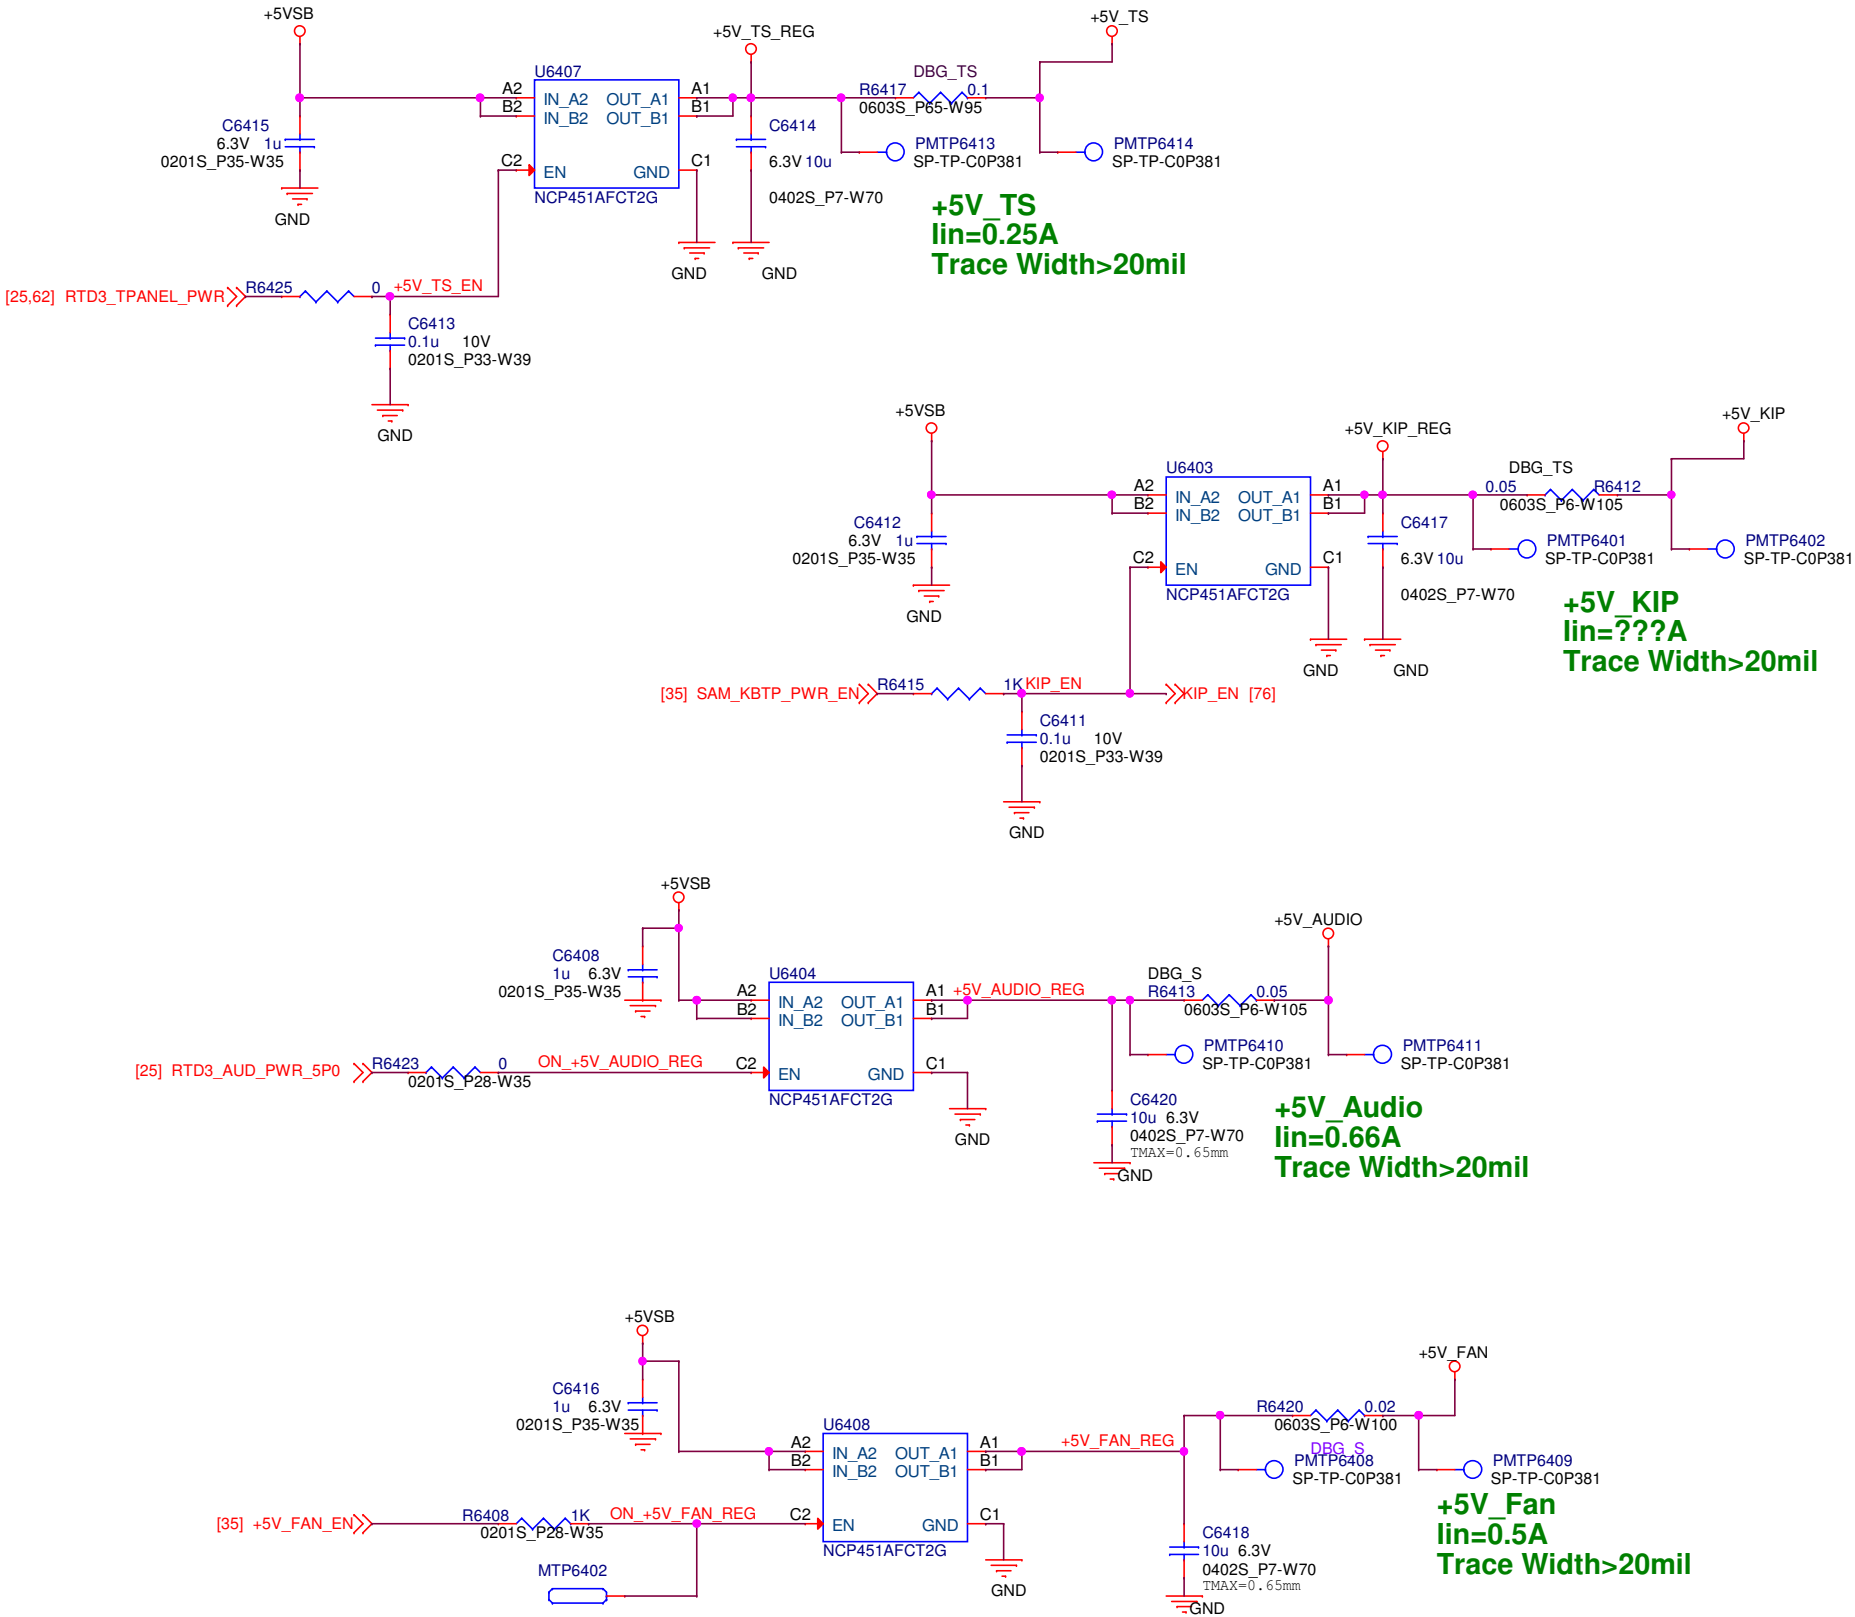 +5VSB
+5V_TS_REG
+5V_TS
U6407
DBG_TS
A2 IN_A2 OUT_A1 A1
B2 IN_B2 OUT_B1 B1
R6417 0.1
0603S_P65-W95
C6415
6.3V 1u
0201S_P35-W35
GND
C6414
6.3V 10u
0402S_P7-W70
PMTP6413
SP-TP-C0P381
PMTP6414
SP-TP-C0P381
C2 EN GND C1
NCP451AFCT2G
GND
GND
+5V_TS
Iin=0.25A
Trace Width>20mil
[25,62] RTD3_TPANEL_PWR
R6425 0
+5V_TS_EN
C6413
0.1u 10V
0201S_P33-W39
GND
+5VSB
+5V_KIP_REG
+5V_KIP
U6403
DBG_TS
A2 IN_A2 OUT_A1 A1
B2 IN_B2 OUT_B1 B1
0.05 R6412
0603S_P6-W105
C6412
6.3V 1u
0201S_P35-W35
GND
C6417
6.3V 10u
0402S_P7-W70
PMTP6401
SP-TP-C0P381
PMTP6402
SP-TP-C0P381
C2 EN GND C1
NCP451AFCT2G
GND
GND
+5V_KIP
Iin=???A
Trace Width>20mil
[35] SAM_KBTP_PWR_EN
R6415 1K
KIP_EN
KIP_EN [76]
C6411
0.1u 10V
0201S_P33-W39
GND
+5VSB
+5V_AUDIO
C6408
1u 6.3V
0201S_P35-W35
U6404
A2 IN_A2 OUT_A1 A1
B2 IN_B2 OUT_B1 B1
+5V_AUDIO_REG
DBG_S
R6413 0.05
0603S_P6-W105
PMTP6410
SP-TP-C0P381
PMTP6411
SP-TP-C0P381
[25] RTD3_AUD_PWR_5P0
R6423 0
0201S_P28-W35
ON_+5V_AUDIO_REG
C2 EN GND C1
NCP451AFCT2G
GND
C6420
10u 6.3V
0402S_P7-W70
TMAX=0.65mm
GND
+5V_Audio
Iin=0.66A
Trace Width>20mil
+5VSB
+5V_FAN
C6416
1u 6.3V
0201S_P35-W35
U6408
A2 IN_A2 OUT_A1 A1
B2 IN_B2 OUT_B1 B1
+5V_FAN_REG
R6420 0.02
0603S_P6-W100
DBG_S
PMTP6408
SP-TP-C0P381
PMTP6409
SP-TP-C0P381
+5V_Fan
Iin=0.5A
Trace Width>20mil
[35] +5V_FAN_EN
R6408 1K
0201S_P28-W35
ON_+5V_FAN_REG
C2 EN GND C1
NCP451AFCT2G
GND
MTP6402
C6418
10u 6.3V
0402S_P7-W70
TMAX=0.65mm
GND